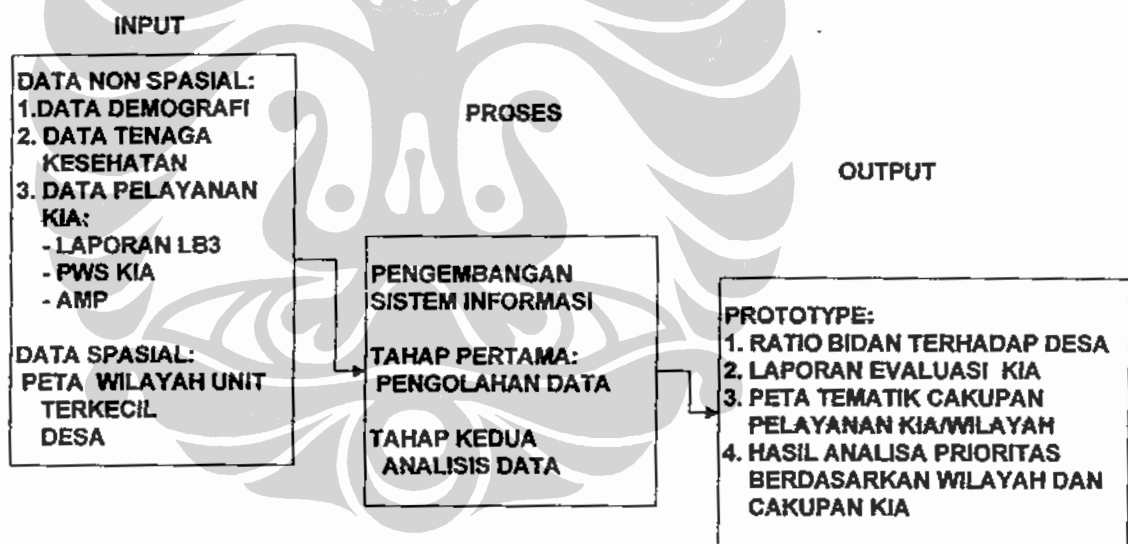 INPUT
DATA NON SPASIAL:
1.DATA DEMOGRAFI
2. DATA TENAGA
KESEHATAN
3. DATA PELAYANAN
KIA:
- LAPORAN LB3
- PWS KIA
- AMP
DATA SPASIAL:
PETA WILAYAH UNIT
TERKECIL
DESA
PROSES
PENGEMBANGAN
SISTEM INFORMASI
TAHAP PERTAMA:
PENGOLAHAN DATA
TAHAP KEDUA
ANALISIS DATA
OUTPUT
PROTOTYPE:
1. RATIO BIDAN TERHADAP DESA
2. LAPORAN EVALUASI KIA
3. PETA TEMATIK CAKUPAN
PELAYANAN KIA/WILAYAH
4. HASIL ANALISA PRIORITAS
BERDASARKAN WILAYAH DAN
CAKUPAN KIA